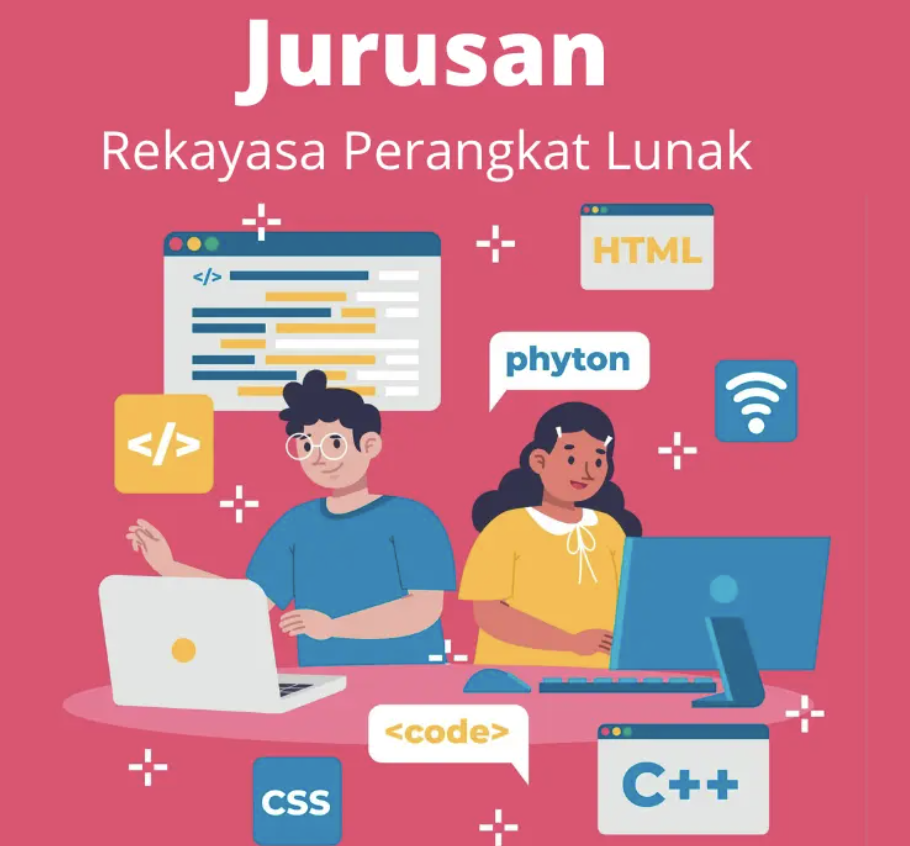 Jurusan
Rekayasa Perangkat Lunak
HTML
</>
phyton
</>
<code>
C++
CSS